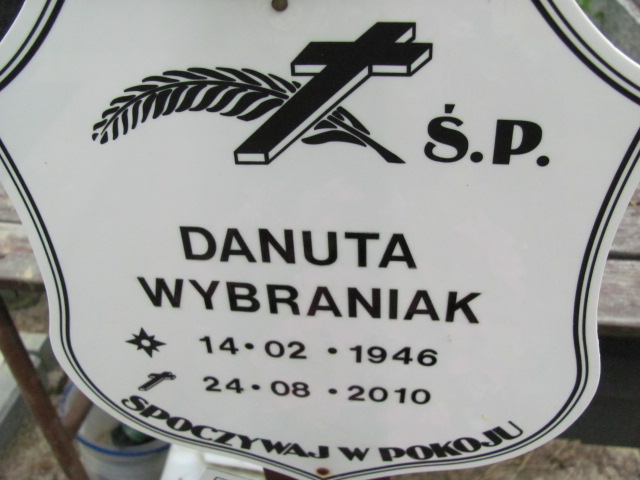 Ś.P.
DANUTA
WYBRANIAK
14•02•1946
24•08•2010
SPOCZYWAJ W POKOJU